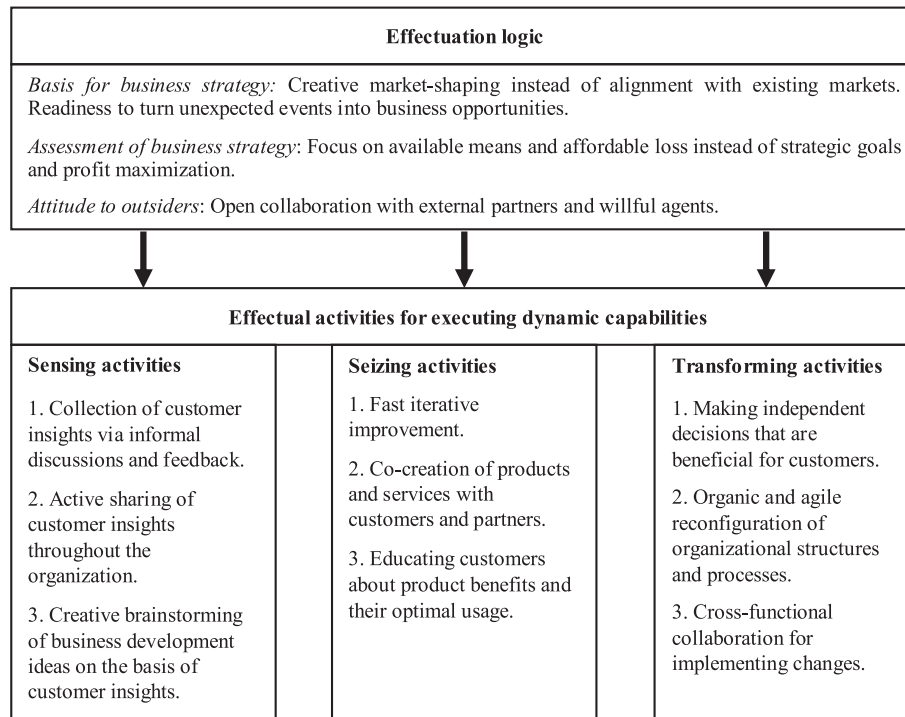 Effectuation logic
Basis for business strategy: Creative market-shaping instead of alignment with existing markets.
Readiness to turn unexpected events into business opportunities.
Assessment of business strategy: Focus on available means and affordable loss instead of strategic goals
and profit maximization.
Attitude to outsiders: Open collaboration with external partners and willful agents.
Effectual activities for executing dynamic capabilities
Sensing activities
1. Collection of customer
insights via informal
discussions and feedback.
2. Active sharing of
customer insights
throughout the
organization.
3. Creative brainstorming
of business development
ideas on the basis of
customer insights.
Seizing activities
1. Fast iterative
improvement.
2. Co-creation of products
and services with
customers and partners.
3. Educating customers
about product benefits and
their optimal usage.
Transforming activities
1. Making independent
decisions that are
beneficial for customers.
2. Organic and agile
reconfiguration of
organizational structures
and processes.
3. Cross-functional
collaboration for
implementing changes.